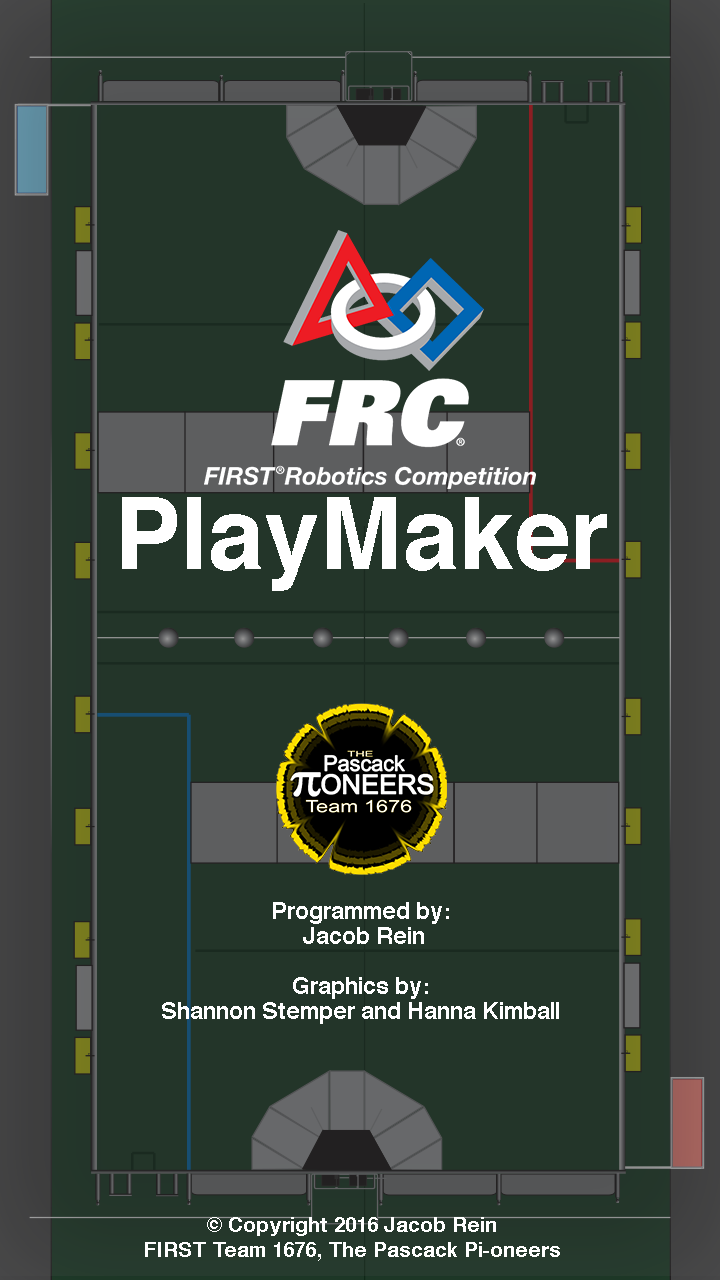 FRC®
FIRST® Robotics Competition
PlayMaker
THE
Pascack
πONEERS
Team 1676
Programmed by:
Jacob Rein
Graphics by:
Shannon Stemper and Hanna Kimball
© Copyright 2016 Jacob Rein
FIRST Team 1676, The Pascack Pi-oneers